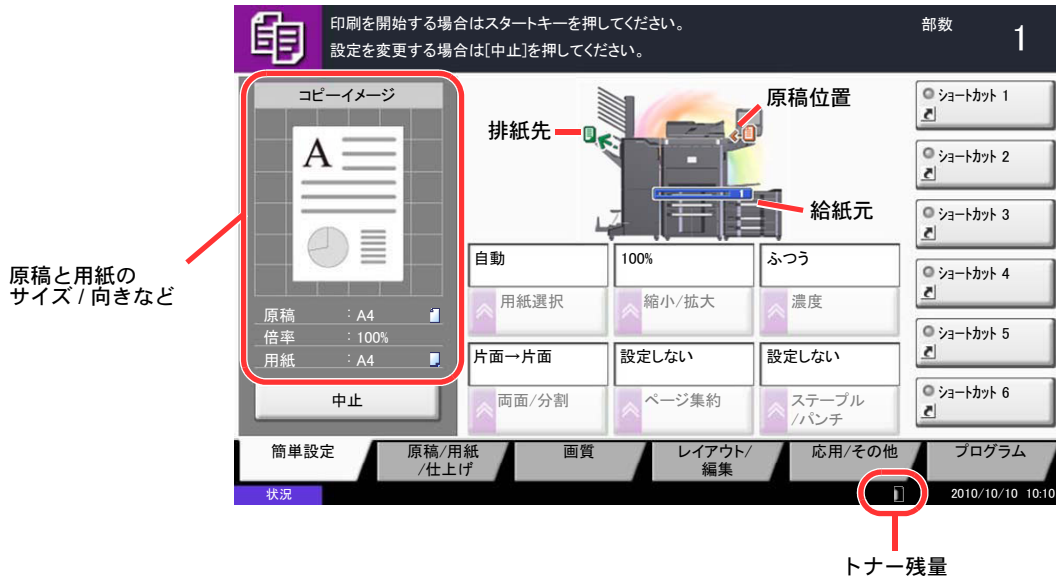 印刷を開始する場合はスタートキーを押してください。
設定を変更する場合は[中止]を押してください。
部数
1
コピーイメージ
A
原稿 : A4
倍率 : 100%
用紙 : A4
中止
原稿と用紙の
サイズ / 向きなど
排紙先
原稿位置
給紙元
1
自動
用紙選択
100%
縮小/拡大
ふつう
濃度
片面→片面
両面/分割
設定しない
ページ集約
設定しない
ステープル
/パンチ
ショートカット 1
ショートカット 2
ショートカット 3
ショートカット 4
ショートカット 5
ショートカット 6
簡単設定
原稿/用紙
/仕上げ
画質
レイアウト/
編集
応用/その他
プログラム
状況
2010/10/10 10:10
トナー残量